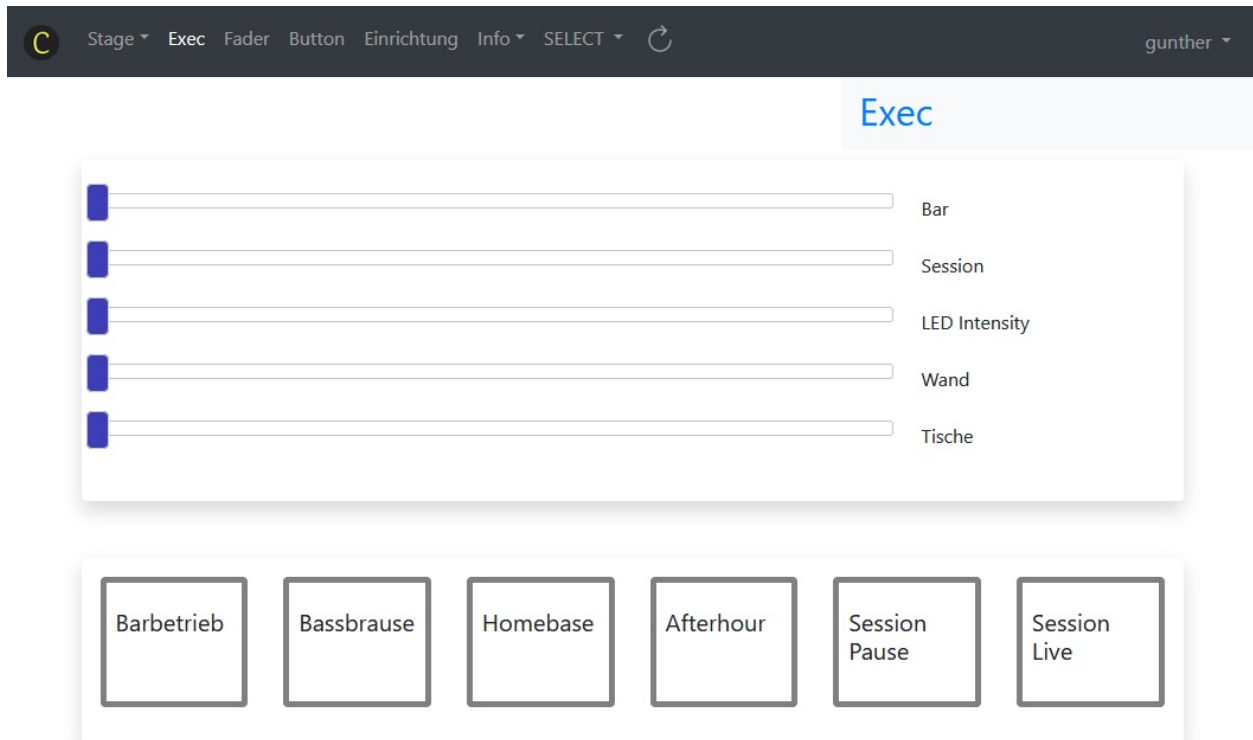 C Stage Exec Fader Button Einrichtung Info SELECT gunther
Exec
Bar
Session
LED Intensity
Wand
Tische
Barbetrieb Bassbrause Homebase Afterhour Session Pause Session Live